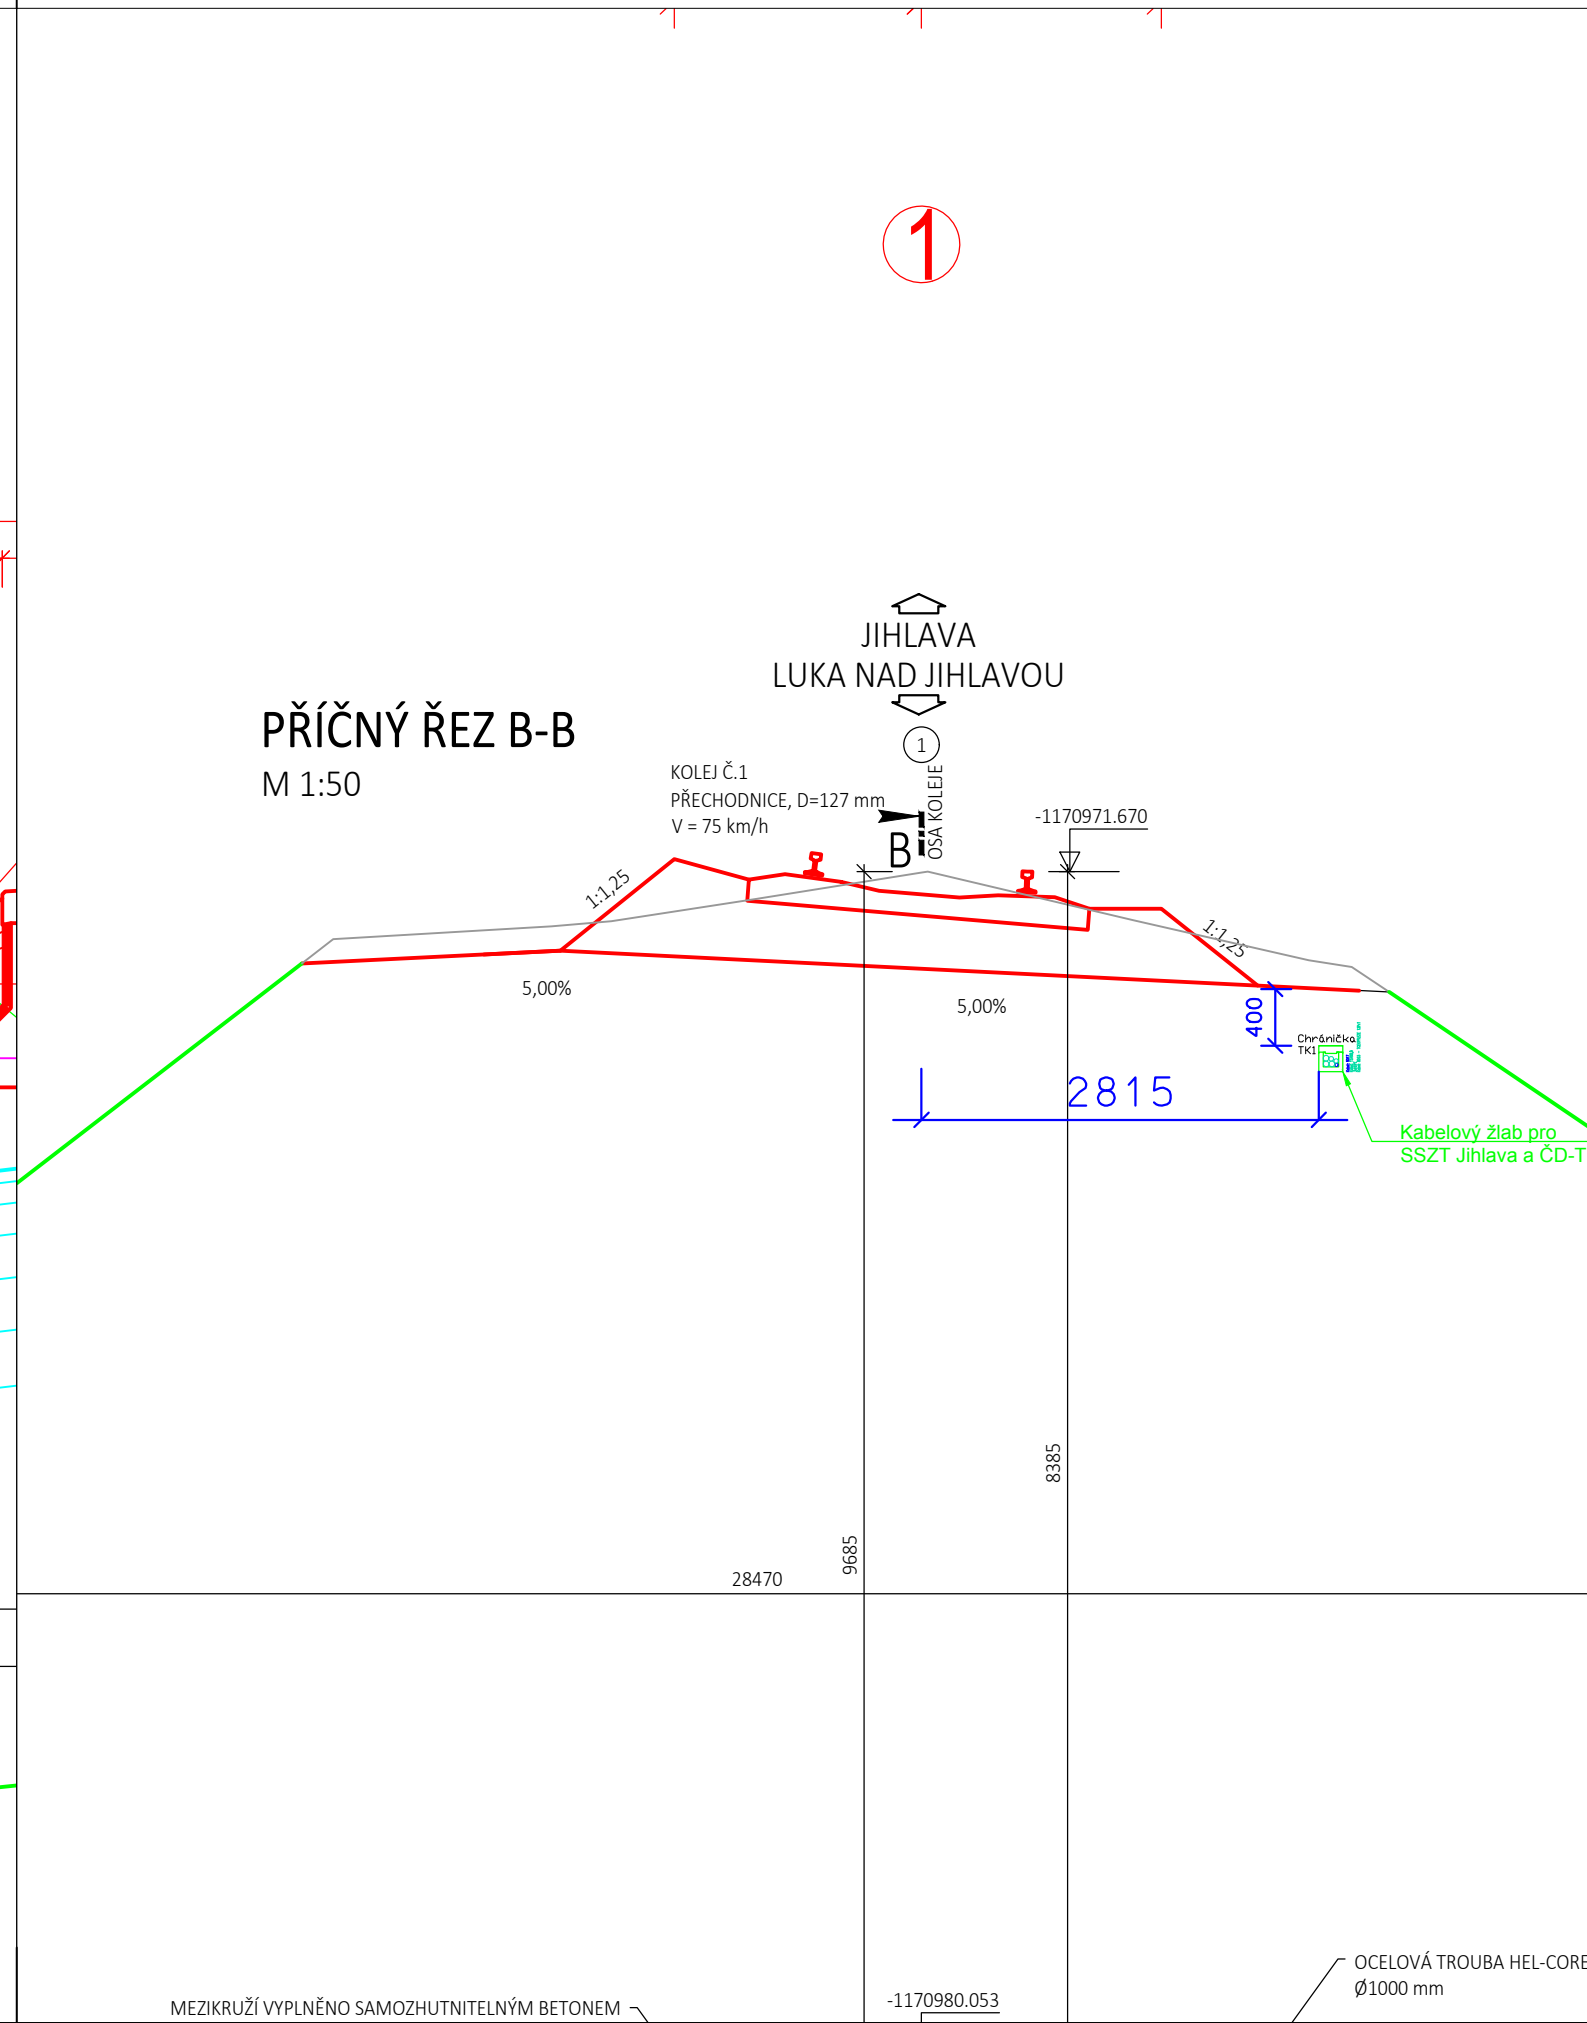 1
JIHLAVA
LUKA NAD JIHLAVOU
PŘÍČNÝ ŘEZ B-B
M 1:50
1
KOLEJ Č.1
PŘECHODNICE, D=127 mm
V = 75 km/h
OSA KOLEJE
B
-1170971.670
1:1,25
1:1,25
5,00%
5,00%
400
Chránička
TK1
2815
Kabelový žlab pro
SSZT Jihlava a ČD-T
8385
9685
28470
OCELOVÁ TROUBA HEL-CORE
Ø1000 mm
MEZIKRUŽÍ VYPLNĚNO SAMOZHUTNITELNÝM BETONEM
-1170980.053